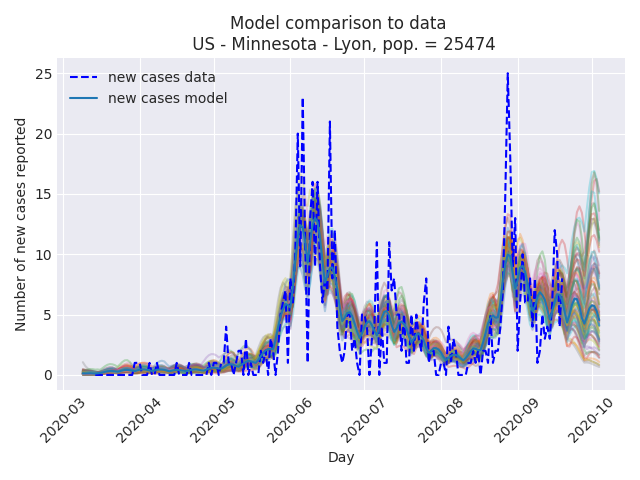 Model comparison to data
US - Minnesota - Lyon, pop. = 25474
new cases data
new cases model
Number of new cases reported
25
20
15
10
5
0
2020-03
2020-04
2020-05
2020-06
2020-07
2020-08
2020-09
2020-10
Day